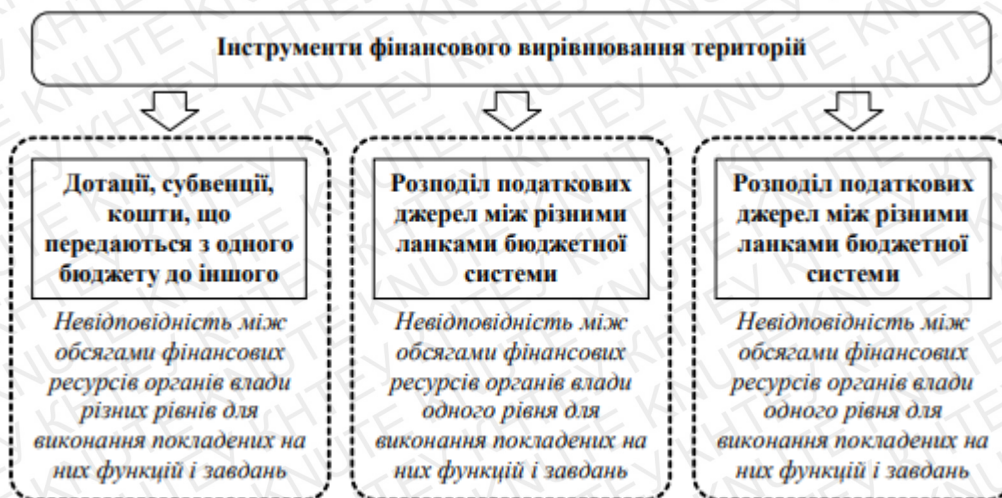 Інструменти фінансового вирівнювання територій
Дотації, субвенції,
кошти, що
передаються з одного
бюджету до іншого
Невідповідність між
обсягами фінансових
ресурсів органів влади
різних рівнів для
виконання покладених на
них функцій і завдань
Розподіл податкових
джерел між різними
ланками бюджетної
системи
Невідповідність між
обсягами фінансових
ресурсів органів влади
одного рівня для
виконання покладених на
них функцій і завдань
Розподіл податкових
джерел між різними
ланками бюджетної
системи
Невідповідність між
обсягами фінансових
ресурсів органів влади
одного рівня для
виконання покладених на
них функцій і завдань